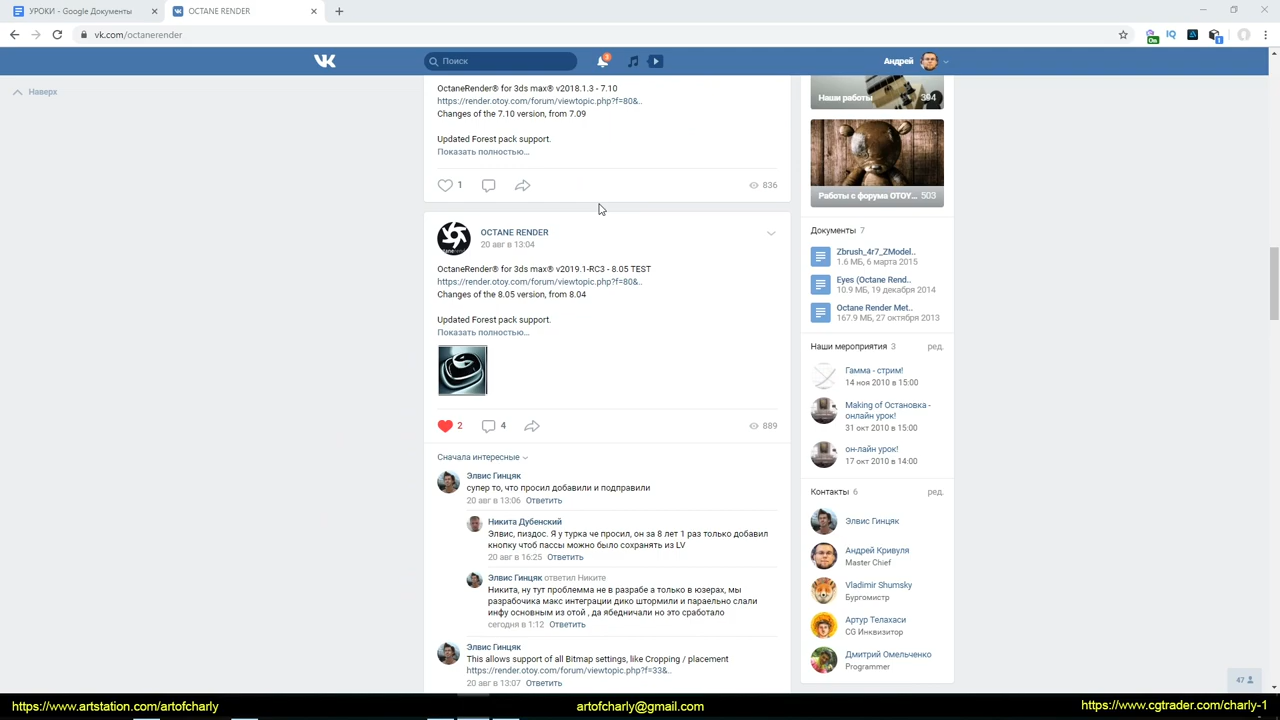 УРОКИ - Google Документы
OCTANE RENDER
vk.com/octanerender
Поиск
3
Андрей
Наверх
OctaneRender® for 3ds max® v2018.1.3 - 7.10
https://render.otoy.com/forum/viewtopic.php?f=80&..
Changes of the 7.10 version, from 7.09
Updated Forest pack support.
Показать полностью…
1
836
OCTANE RENDER
20 авг в 13:04
OctaneRender® for 3ds max® v2019.1-RC3 - 8.05 TEST
https://render.otoy.com/forum/viewtopic.php?f=80&..
Changes of the 8.05 version, from 8.04
Updated Forest pack support.
Показать полностью…
2
4
889
Сначала интересные
Элвис Гинцяк
супер то, что просил добавили и подправили
20 авг в 13:06 Ответить
Никита Дубенский
Элвис, пиздос. Я у турка че просил, он за 8 лет 1 раз только добавил
кнопку чтоб пассы можно было сохранять из LV
20 авг в 16:25 Ответить
Элвис Гинцяк ответил Никите
Никита, ну тут проблемма не в разрабе а только в юзерах, мы
разрабочика макс интеграции дико штормили и параельно слали
инфу основным из отой , да ябедничали но это сработало
сегодня в 1:12 Ответить
Элвис Гинцяк
This allows support of all Bitmap settings, like Cropping / placement
https://render.otoy.com/forum/viewtopic.php?f=33&..
20 авг в 13:07 Ответить
Наши работы 394
Работы с форума OTOY… 503
Документы 7
Zbrush_4r7_ZModel..
1.6 МБ, 6 марта 2015
Eyes (Octane Rend..
10.9 МБ, 19 декабря 2014
Octane Render Met..
167.9 МБ, 27 октября 2013
Наши мероприятия 3
ред.
Гамма - стрим!
14 ноя 2010 в 15:00
Making of Остановка -
онлайн урок!
31 окт 2010 в 15:00
он-лайн урок!
17 окт 2010 в 14:00
Контакты 6
ред.
Элвис Гинцяк
Андрей Кривуля
Master Chief
Vladimir Shumsky
Бургомистр
Артур Телахаси
CG Инквизитор
Дмитрий Омельченко
Programmer
47
https://www.artstation.com/artofcharly
artofcharly@gmail.com
https://www.cgtrader.com/charly-1